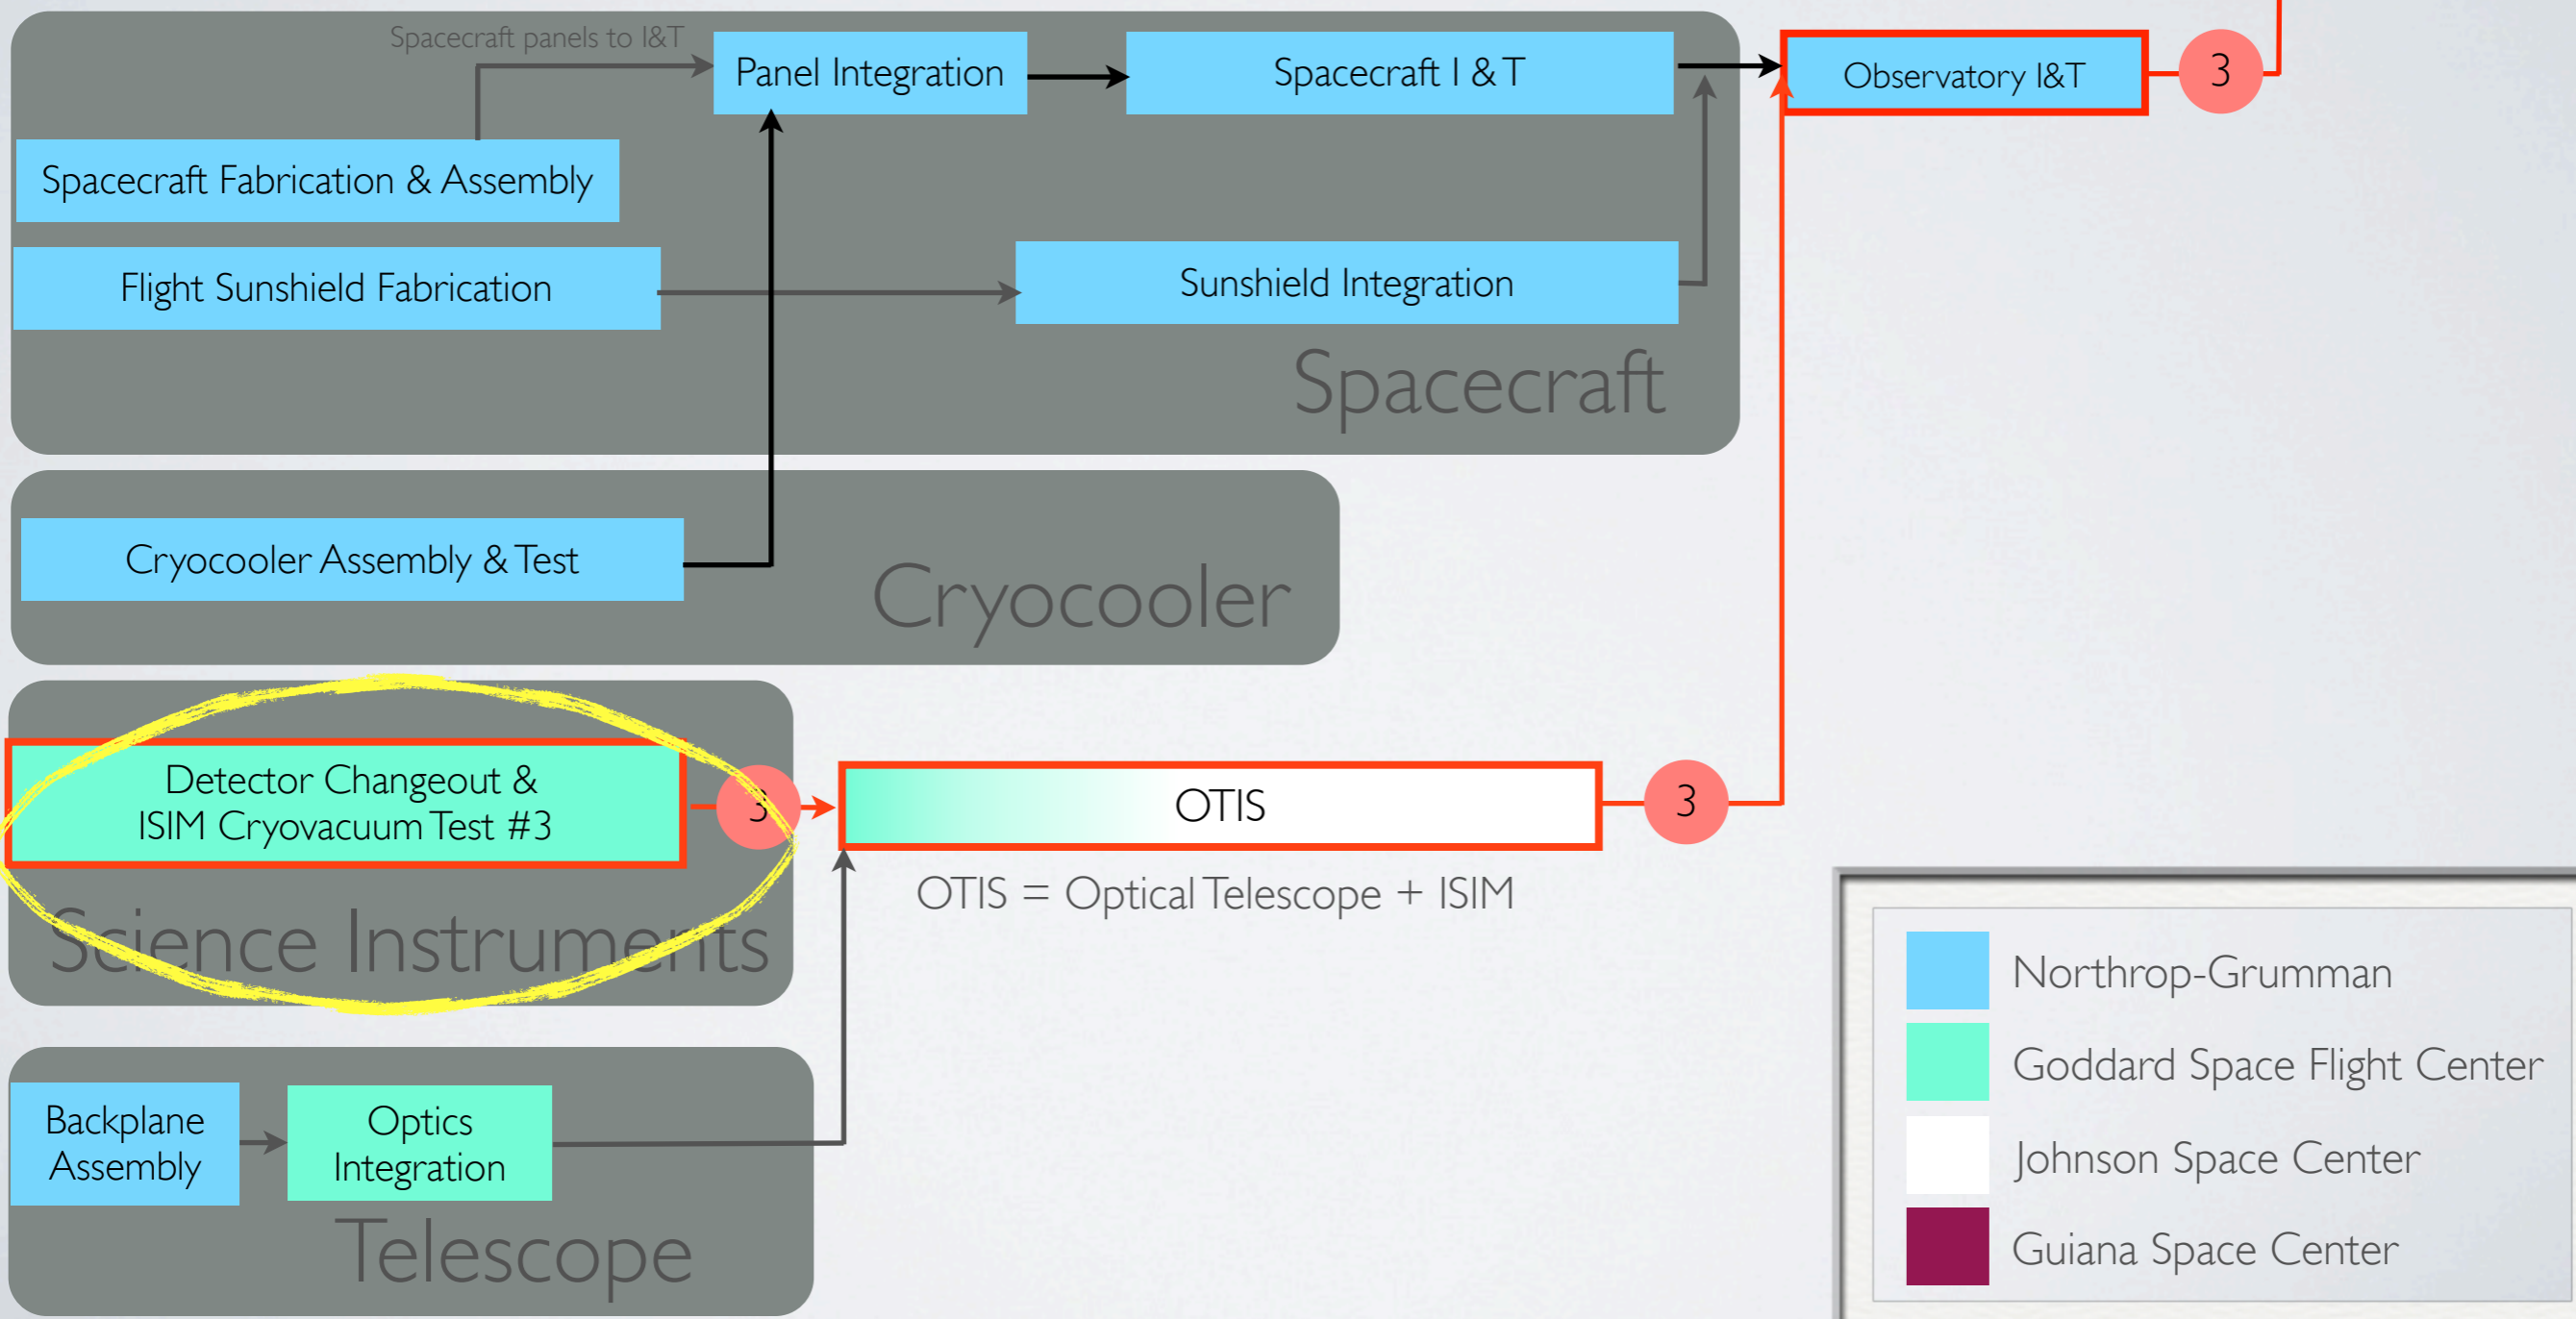 Spacecraft panels to I&T
Panel Integration
Spacecraft I & T
Observatory I&T
3
Spacecraft Fabrication & Assembly
Flight Sunshield Fabrication
Sunshield Integration
Spacecraft
Cryocooler Assembly & Test
Cryocooler
Detector Changeout &
ISIM Cryovacuum Test #3
3
OTIS
3
OTIS = Optical Telescope + ISIM
Science Instruments
Backplane
Assembly
Optics
Integration
Telescope
Northrop-Grumman
Goddard Space Flight Center
Johnson Space Center
Guiana Space Center